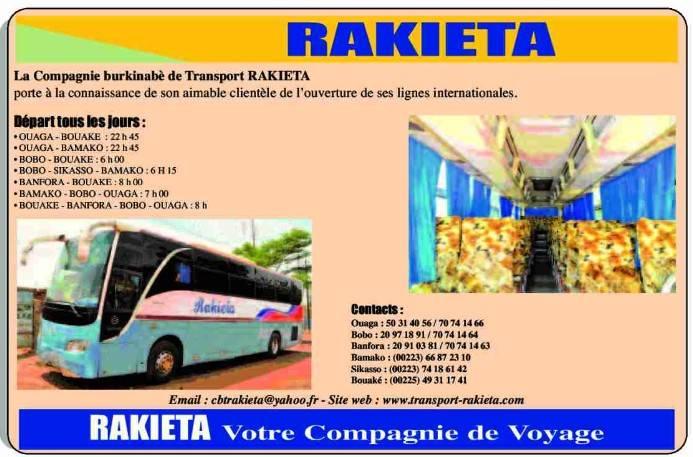 RAKIETA
La Compagnie burkinabè de Transport RAKIETA
porte à la connaissance de son aimable clientèle de l'ouverture de ses lignes internationales.
Départ tous les jours :
• OUAGA - BOUAKE : 22 h 45
• OUAGA - BAMAKO : 22 h 45
• BOBO - BOUAKE : 6 h 00
• BOBO - SIKASSO - BAMAKO : 6 H 15
• BANFORA - BOUAKE : 8 h 00
• BAMAKO - BOBO - OUAGA : 7 h 00
• BOUAKE - BANFORA - BOBO - OUAGA : 8 h
Rakieta
Contacts :
Ouaga : 50 31 40 56 / 70 74 14 66
Bobo : 20 97 18 91 / 70 74 14 64
Banfora : 20 91 03 81 / 70 74 14 63
Bamako : (00223) 66 87 23 10
Sikasso : (00223) 74 18 61 42
Bouaké : (00225) 49 31 17 41
Email : cbtrakieta@yahoo.fr - Site web : www.transport-rakieta.com
RAKIETA Votre Compagnie de Voyage